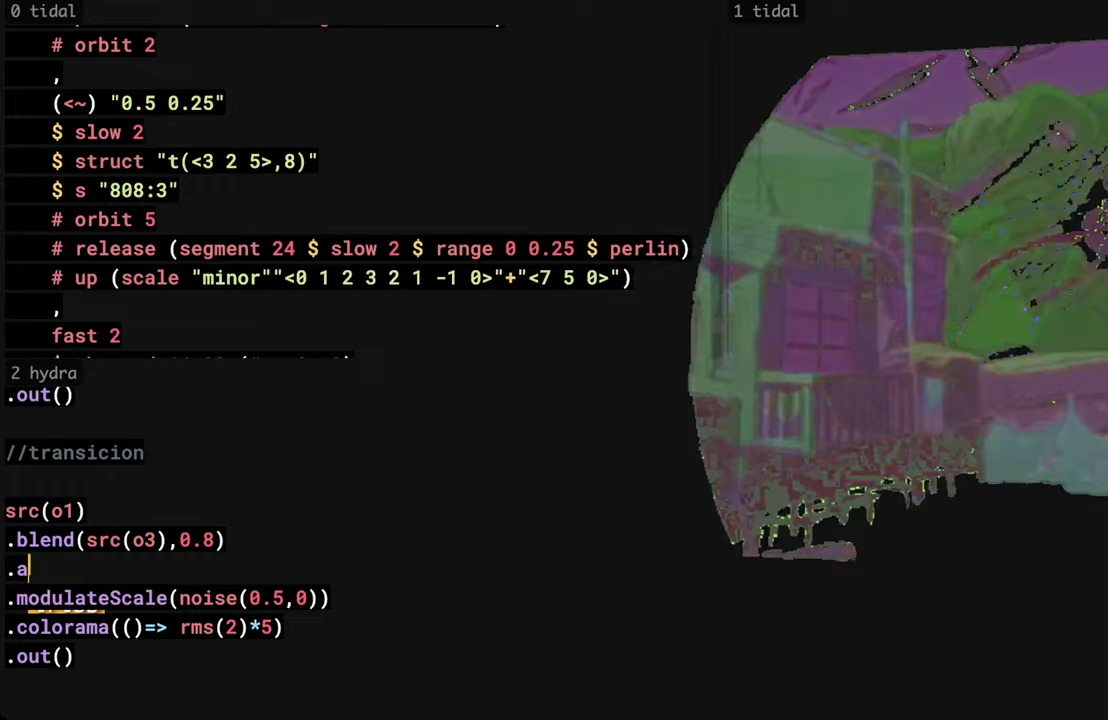 0 tidal
# orbit 2
,
(<~) "0.5 0.25"
$ slow 2
$ struct "t(<3 2 5>,8)"
$ s "808:3"
# orbit 5
# release (segment 24 $ slow 2 $ range 0 0.25 $ perlin)
# up (scale "minor""<0 1 2 3 2 1 -1 0>"+"<7 5 0>")
,
fast 2
1 tidal
2 hydra
.out()
//transicion
src(o1)
.blend(src(o3),0.8)
.a
.modulateScale(noise(0.5,0))
.colorama(()=> rms(2)*5)
.out()